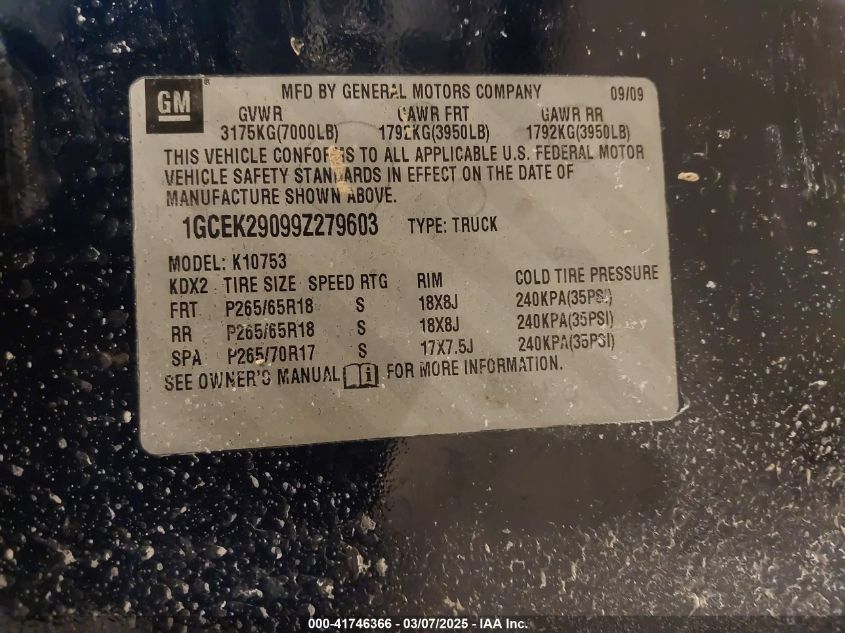 GM ® MFD BY GENERAL MOTORS COMPANY 09/09
GVWR GAWR FRT GAWR RR
3175KG(7000LB) 1792KG(3950LB) 1792KG(3950LB)
THIS VEHICLE CONFORMS TO ALL APPLICABLE U.S. FEDERAL MOTOR
VEHICLE SAFETY STANDARDS IN EFFECT ON THE DATE OF
MANUFACTURE SHOWN ABOVE.
1GCEK29099Z279603 TYPE: TRUCK
MODEL: K10753
KDX2 TIRE SIZE SPEED RTG RIM COLD TIRE PRESSURE
FRT P265/65R18 S 18X8J 240KPA(35PSI)
RR P265/65R18 S 18X8J 240KPA(35PSI)
SPA P265/70R17 S 17X7.5J 240KPA(35PSI)
SEE OWNER'S MANUAL i FOR MORE INFORMATION.
000-41746366 - 03/07/2025 - IAA Inc.